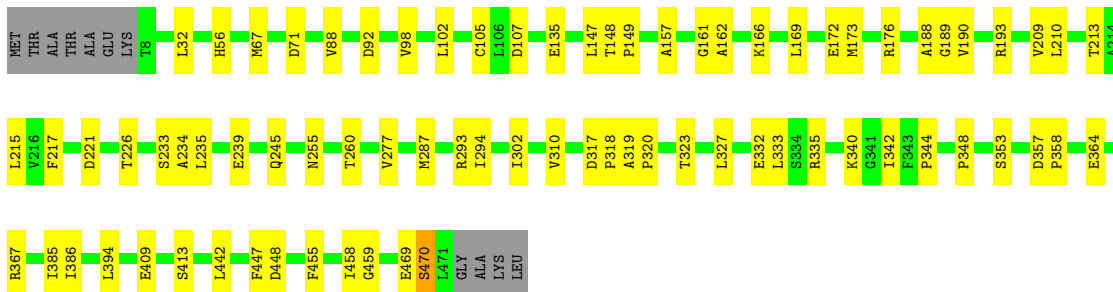 MET THR ALA THR ALA GLU LYS T8 L32 H56 M67 D71 V88 D92 V98 L102 C105 L106 D107 E135 L147 T148 P149 A157 G161 A162 K166 L169 E172 M173 R176 A188 G189 V190 R193 V209 L210 T213 A214
L215 V216 F217 D221 T226 S233 A234 L235 E239 Q245 N255 T260 V277 M287 R293 I294 I302 V310 D317 P318 A319 P320 T323 L327 E332 L333 S334 R335 K340 G341 I342 F343 P344 P348 S353 D357 P358 E364
R367 I385 I386 L394 E409 S413 L442 F447 D448 F455 I458 G459 E469 S470 L471 GLY ALA LYS LEU